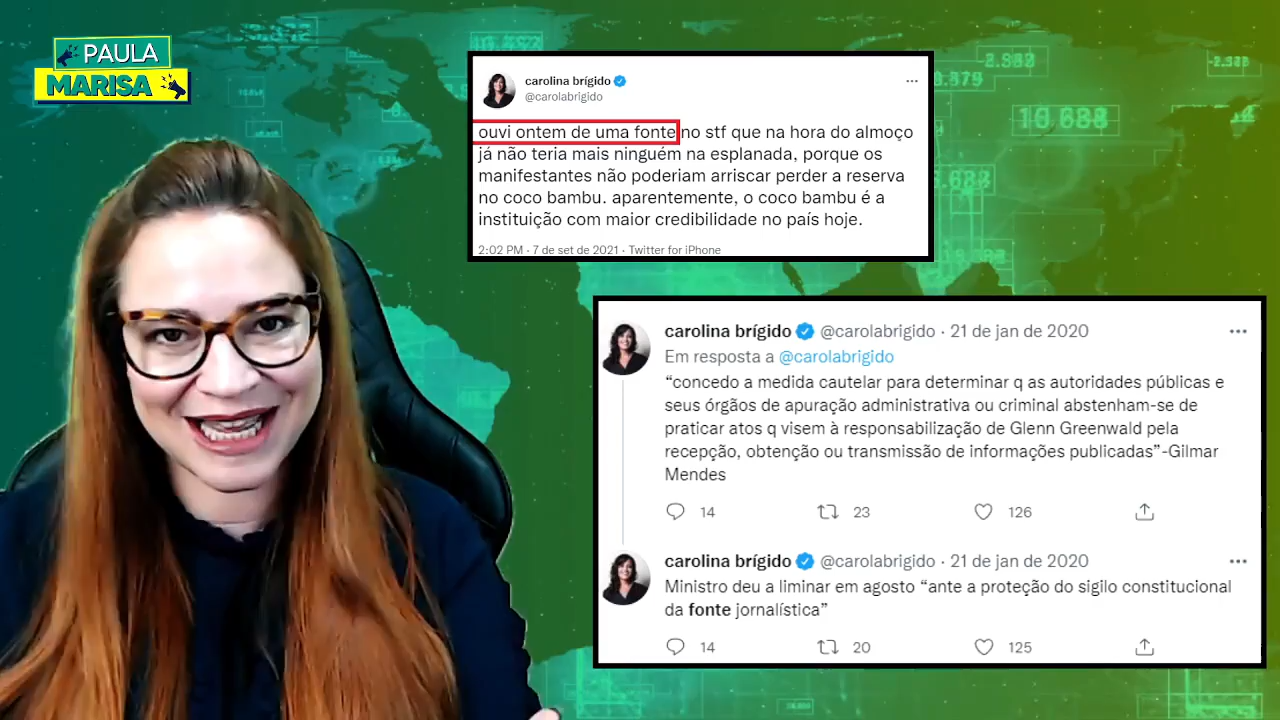 PAULA
MARISA
carolina brígido
@carolabrigido
ouvi ontem de uma fonte no stf que na hora do almoço
já não teria mais ninguém na esplanada, porque os
manifestantes não poderiam arriscar perder a reserva
no coco bambu. aparentemente, o coco bambu é a
instituição com maior credibilidade no país hoje.
2:02 PM · 7 de set de 2021 · Twitter for iPhone
carolina brígido @carolabrigido · 21 de jan de 2020
Em resposta a @carolabrigido
“concedo a medida cautelar para determinar q as autoridades públicas e
seus órgãos de apuração administrativa ou criminal abstenham-se de
praticar atos q visem à responsabilização de Glenn Greenwald pela
recepção, obtenção ou transmissão de informações publicadas”-Gilmar
Mendes
14 23 126
carolina brígido @carolabrigido · 21 de jan de 2020
Ministro deu a liminar em agosto “ante a proteção do sigilo constitucional
da fonte jornalística”
14 20 125
10.688